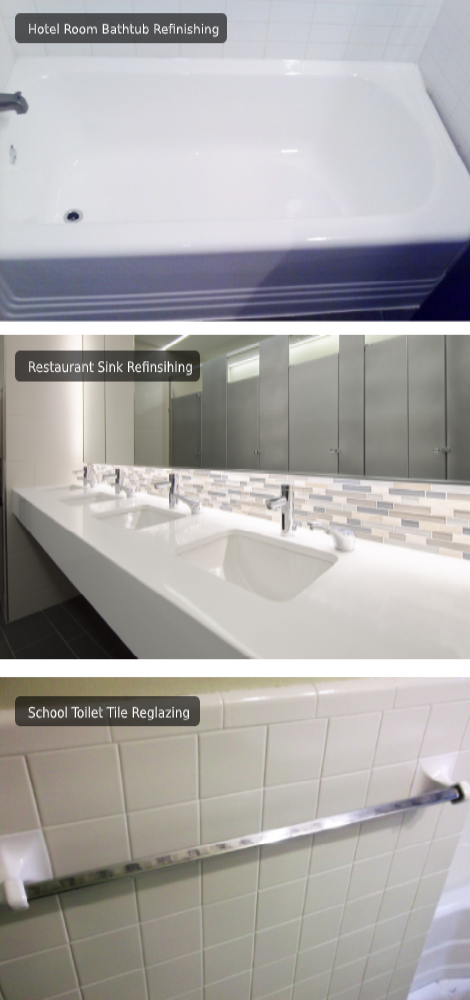 Hotel Room Bathtub Refinishing
Restaurant Sink Refinsihing
School Toilet Tile Reglazing